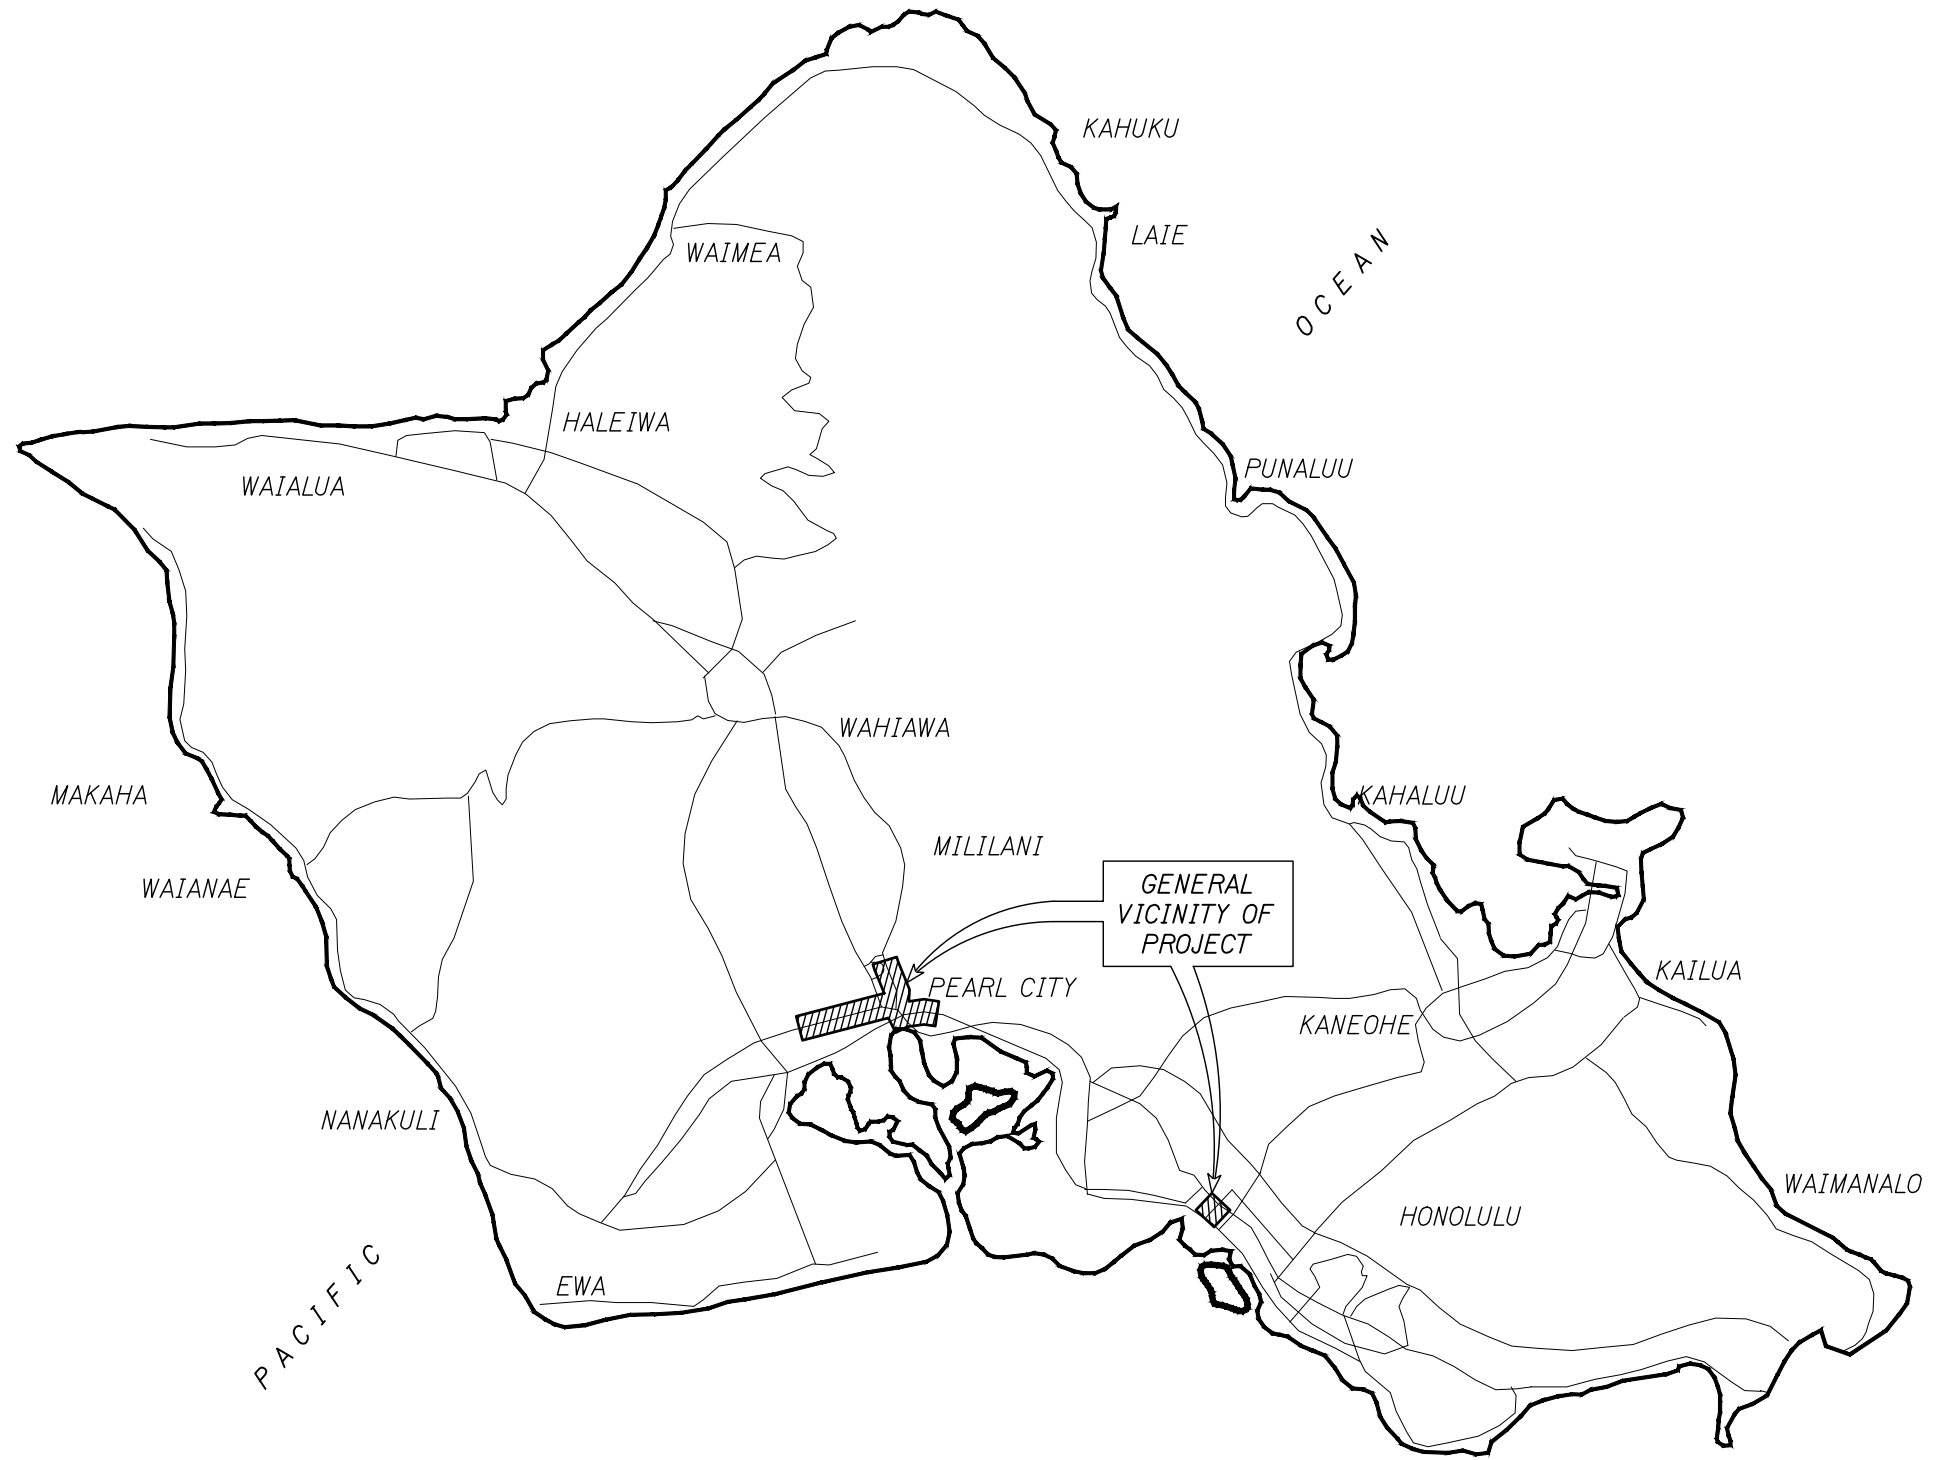 KAHUKU
LAIE
OCEAN
WAIMEA
HALEIWA
PUNALUU
WAIALUA
WAHIAWA
MAKAHA
KAHALUU
MILILANI
WAIANAE
GENERAL
VICINITY OF
PROJECT
KAILUA
PEARL CITY
KANEOHE
NANAKULI
WAIMANALO
HONOLULU
EWA
PACIFIC